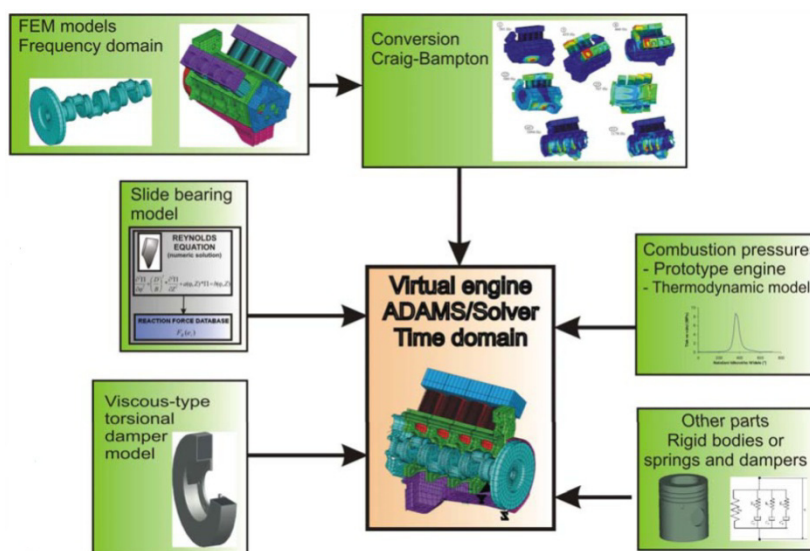 FEM models
Frequency domain
Conversion
Craig-Bampton
Slide bearing
model
REYNOLDS
EQUATION
(numeric solution)
REACTION FORCE DATABASE
Virtual engine
ADAMS/Solver
Time domain
Combustion pressure
- Prototype engine
- Thermodynamic model
Viscous-type
torsional
damper
model
Other parts
Rigid bodies or
springs and dampers